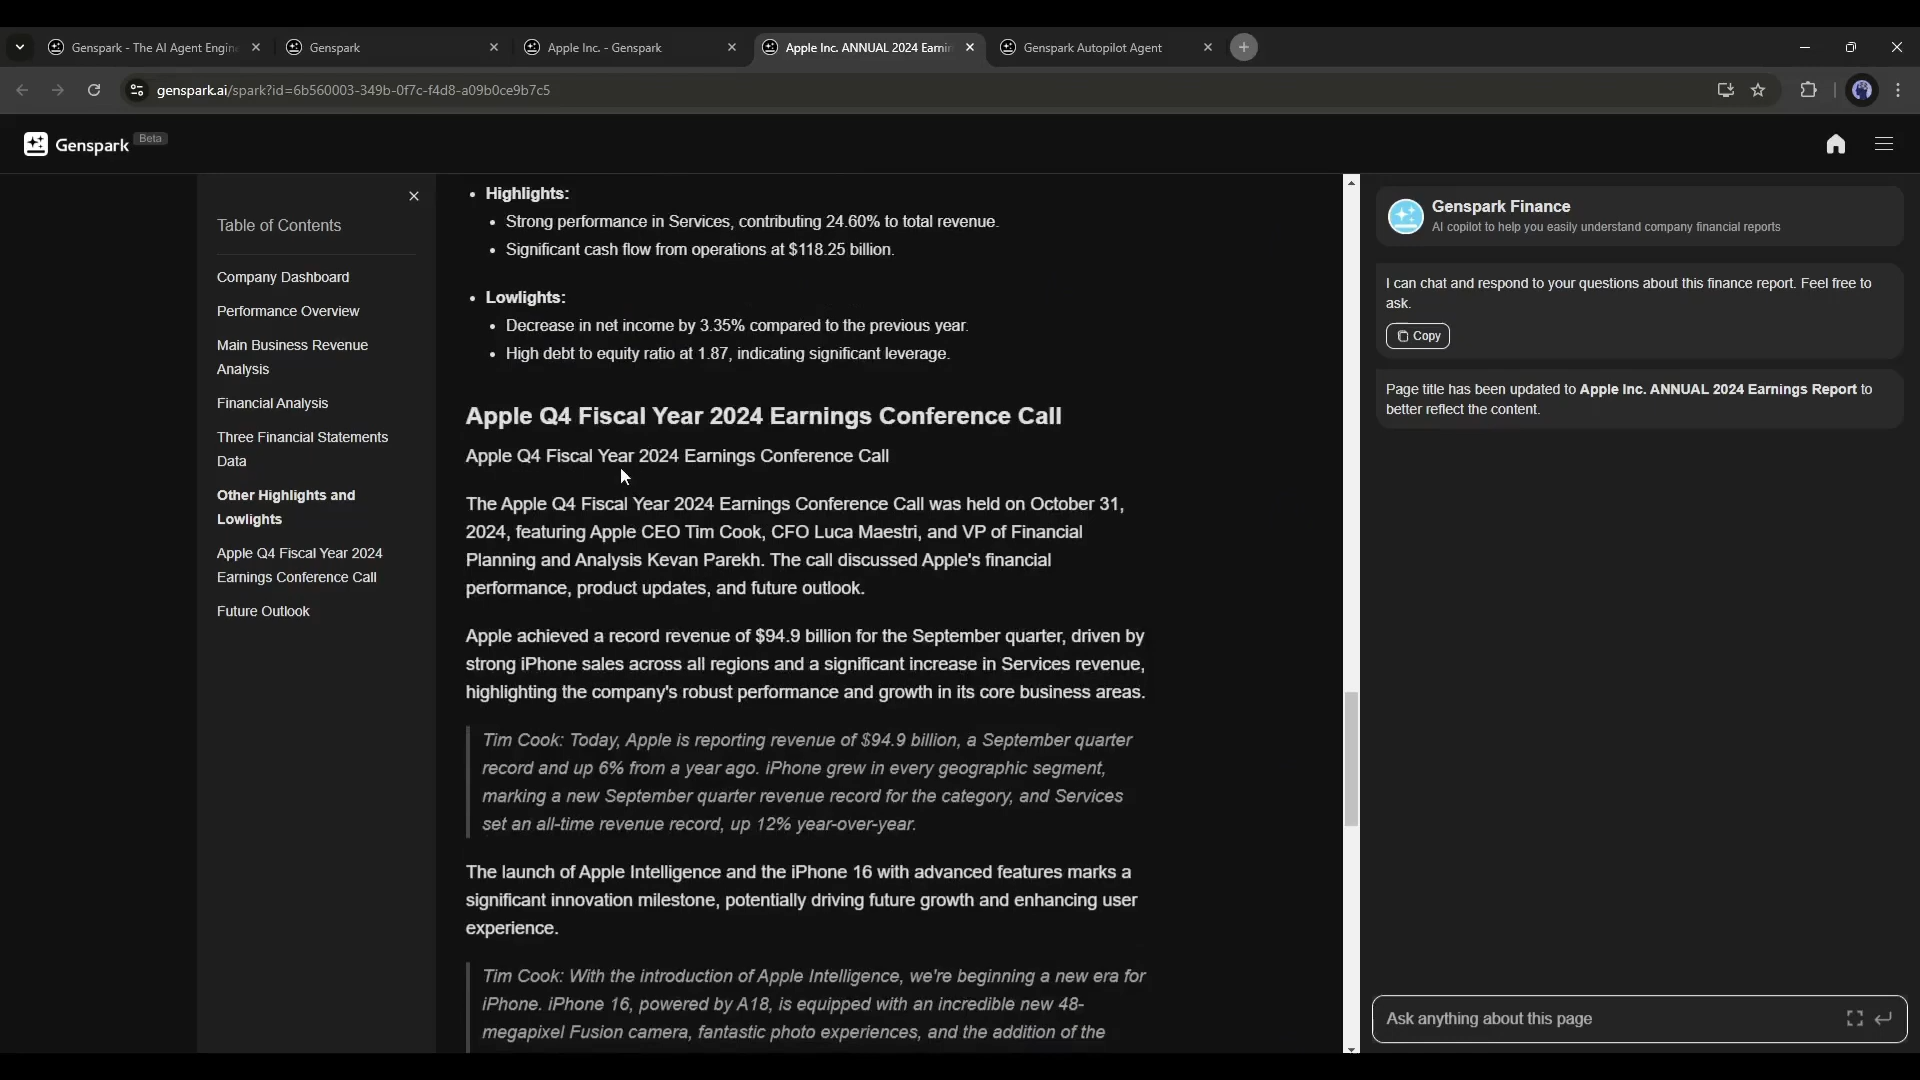 Genspark - The AI Agent Engin
Genspark
Apple Inc. - Genspark
Apple Inc. ANNUAL 2024 Earnin
Genspark Autopilot Agent
genspark.ai/spark?id=6b560003-349b-0f7c-f4d8-a09b0ce9b7c5
Genspark Beta
Table of Contents
Company Dashboard
Performance Overview
Main Business Revenue
Analysis
Financial Analysis
Three Financial Statements
Data
Other Highlights and
Lowlights
Apple Q4 Fiscal Year 2024
Earnings Conference Call
Future Outlook
Highlights:
Strong performance in Services, contributing 24.60% to total revenue.
Significant cash flow from operations at $118.25 billion.
Lowlights:
Decrease in net income by 3.35% compared to the previous year.
High debt to equity ratio at 1.87, indicating significant leverage.
Apple Q4 Fiscal Year 2024 Earnings Conference Call
Apple Q4 Fiscal Year 2024 Earnings Conference Call
The Apple Q4 Fiscal Year 2024 Earnings Conference Call was held on October 31,
2024, featuring Apple CEO Tim Cook, CFO Luca Maestri, and VP of Financial
Planning and Analysis Kevan Parekh. The call discussed Apple's financial
performance, product updates, and future outlook.
Apple achieved a record revenue of $94.9 billion for the September quarter, driven by
strong iPhone sales across all regions and a significant increase in Services revenue,
highlighting the company's robust performance and growth in its core business areas.
Tim Cook: Today, Apple is reporting revenue of $94.9 billion, a September quarter
record and up 6% from a year ago. iPhone grew in every geographic segment,
marking a new September quarter revenue record for the category, and Services
set an all-time revenue record, up 12% year-over-year.
The launch of Apple Intelligence and the iPhone 16 with advanced features marks a
significant innovation milestone, potentially driving future growth and enhancing user
experience.
Tim Cook: With the introduction of Apple Intelligence, we're beginning a new era for
iPhone. iPhone 16, powered by A18, is equipped with an incredible new 48-
megapixel Fusion camera, fantastic photo experiences, and the addition of the
Genspark Finance
AI copilot to help you easily understand company financial reports
I can chat and respond to your questions about this finance report. Feel free to
ask.
Copy
Page title has been updated to Apple Inc. ANNUAL 2024 Earnings Report to
better reflect the content.
Ask anything about this page